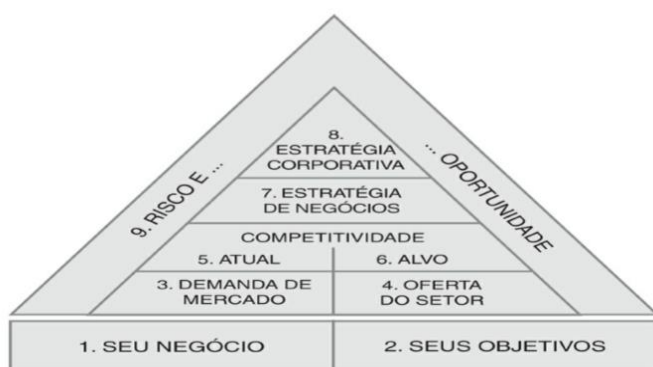 9. RISCO E ...
... OPORTUNIDADE
8.
ESTRATÉGIA
CORPORATIVA
7. ESTRATÉGIA
DE NEGÓCIOS
COMPETITIVIDADE
5. ATUAL
6. ALVO
3. DEMANDA DE
MERCADO
4. OFERTA
DO SETOR
1. SEU NEGÓCIO
2. SEUS OBJETIVOS